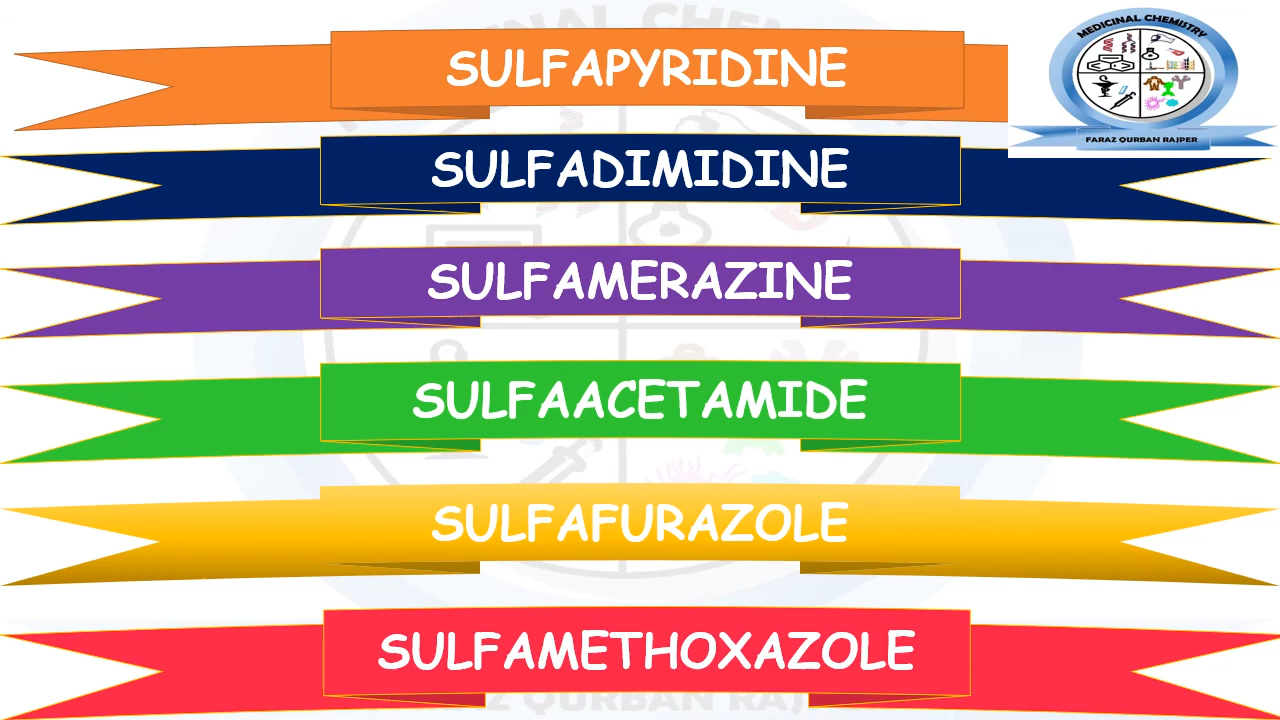 SULFAPYRIDINE
MEDICINAL CHEMISTRY
FARAZ QURBAN RAJPER
SULFADIMIDINE
SULFAMERAZINE
SULFAACETAMIDE
SULFAFURAZOLE
SULFAMETHOXAZOLE